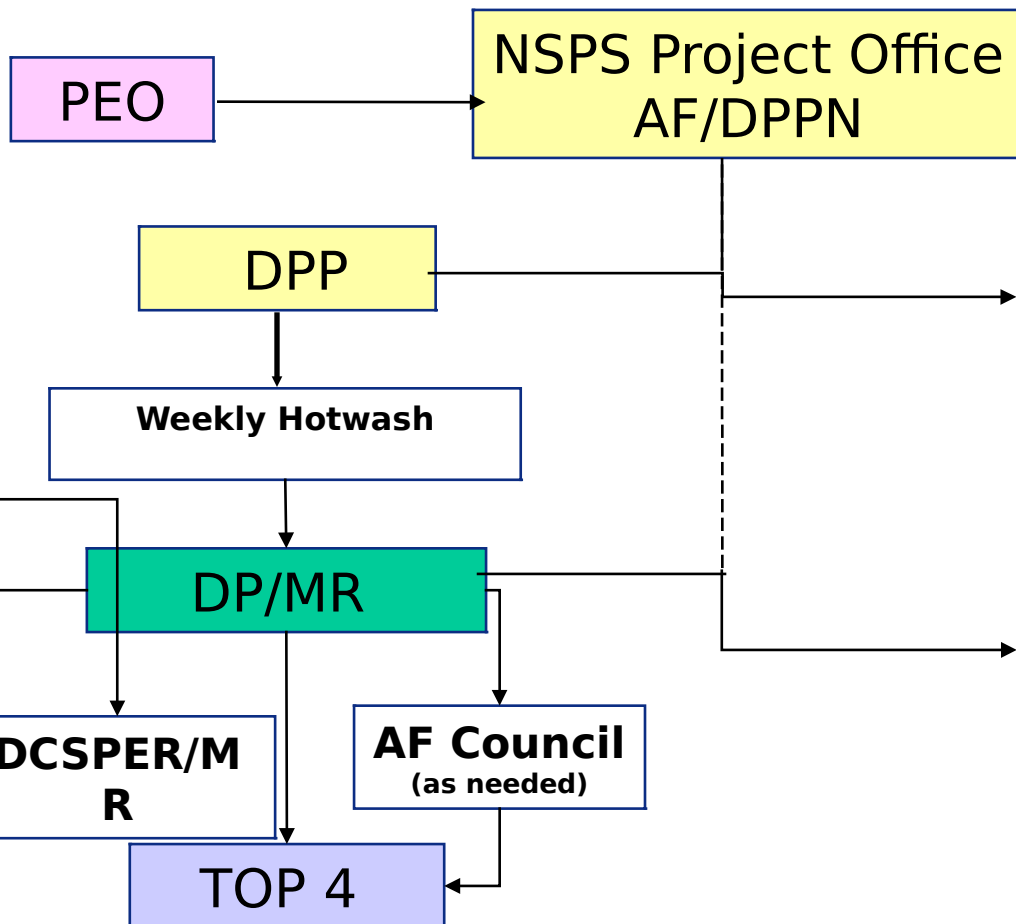 NSPS Project Office
AF/DPPN
PEO
DPP
Weekly Hotwash
DP/MR
DCSPER/M
R
AF Council
(as needed)
TOP 4